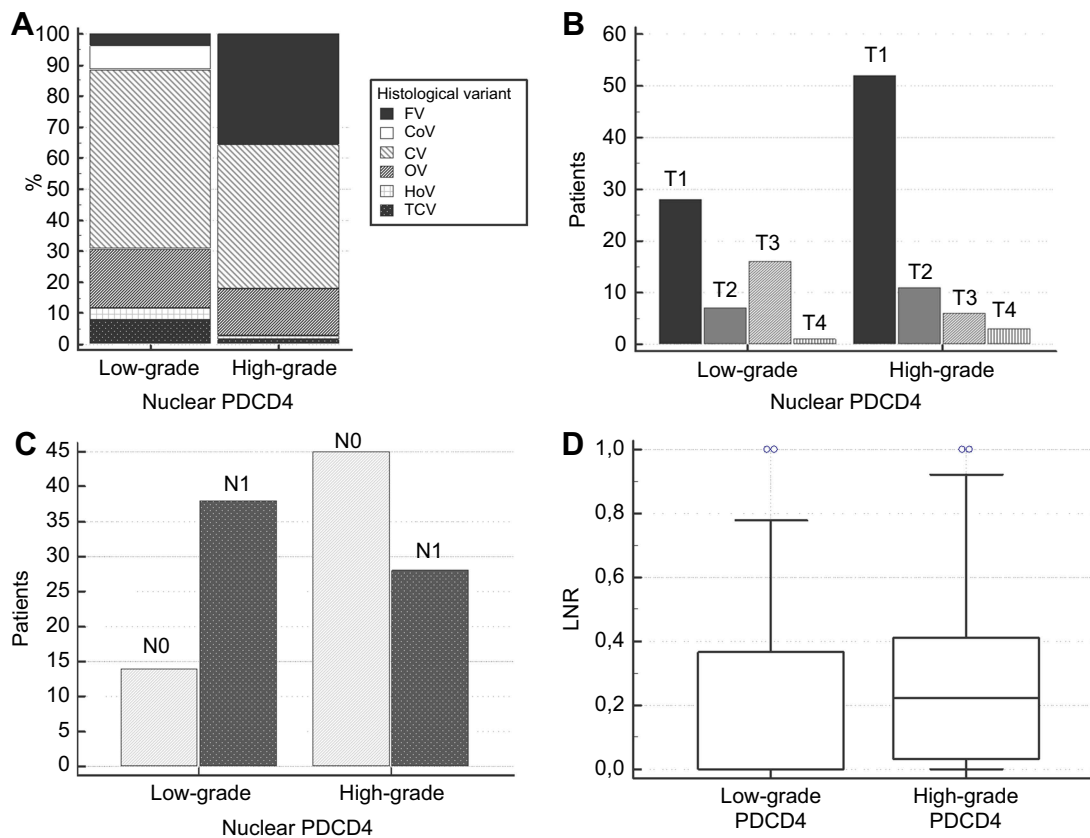 A
100
90
80
70
60
50
40
30
20
10
0
%
Low-grade
High-grade
Nuclear PDCD4
Histological variant
FV
CoV
CV
OV
HoV
TCV
B
60
50
40
30
20
10
0
Patients
T1
T2
T3
T4
T1
T2
T3
T4
Low-grade
High-grade
Nuclear PDCD4
C
45
40
35
30
25
20
15
10
5
0
Patients
N0
N1
N0
N1
Low-grade
High-grade
Nuclear PDCD4
D
1,0
0,8
0,6
0,4
0,2
0,0
LNR
Low-grade
PDCD4
High-grade
PDCD4